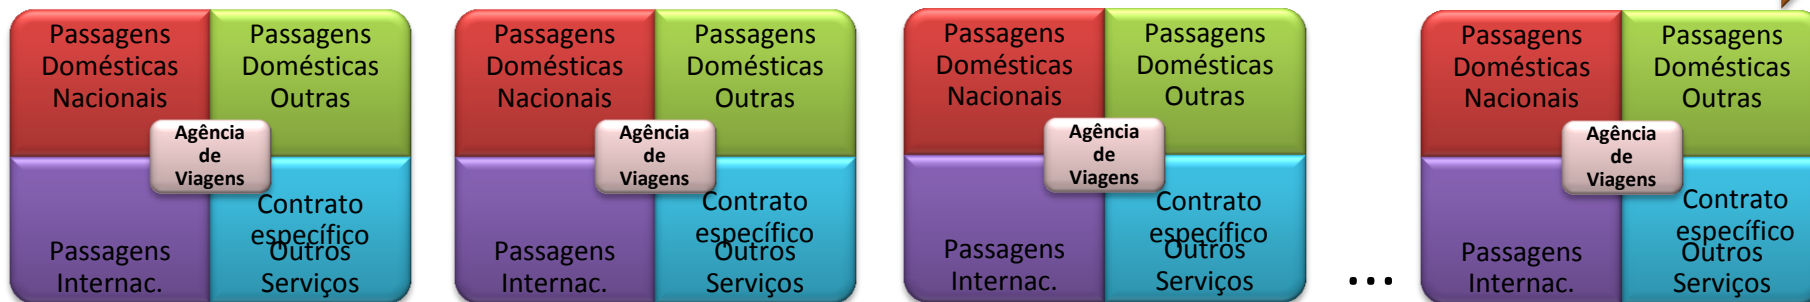 Passagens
Domésticas
Nacionais
Passagens
Domésticas
Outras
Agência
de
Viagens
Passagens
Internac.
Contrato
específico
Outros
Serviços
Passagens
Domésticas
Nacionais
Passagens
Domésticas
Outras
Agência
de
Viagens
Passagens
Internac.
Contrato
específico
Outros
Serviços
Passagens
Domésticas
Nacionais
Passagens
Domésticas
Outras
Agência
de
Viagens
Passagens
Internac.
Contrato
específico
Outros
Serviços
...
Passagens
Domésticas
Nacionais
Passagens
Domésticas
Outras
Agência
de
Viagens
Passagens
Internac.
Contrato
específico
Outros
Serviços